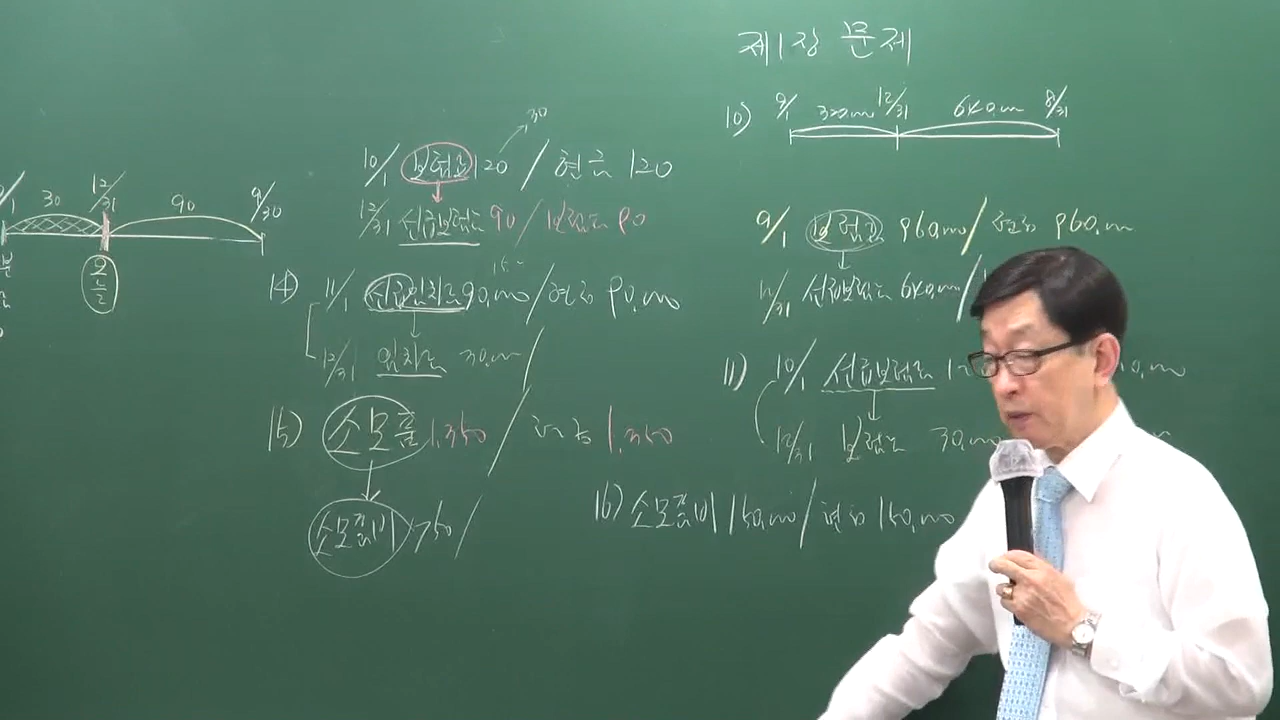 제1장 문제
10) 9/1 320,000 12/31 640,000 8/31
9/1 보험료 960,000 / 현금 960,000
12/31 선급보험료 640,000 /
11) 10/1 선급보험료
12/31 보험료 30,000
16) 소모품비 150,000 / 현금 150,000
30
10/1 보험료 120 / 현금 120
12/31 선급보험료 90 / 보험료 90
14) 11/1 선급임차료 90,000 / 현금 90,000
12/31 임차료 30,000 /
15) 소모품 1,350 / 현금 1,350
소모품비 750 /
/1 30 12/31 90 9/30